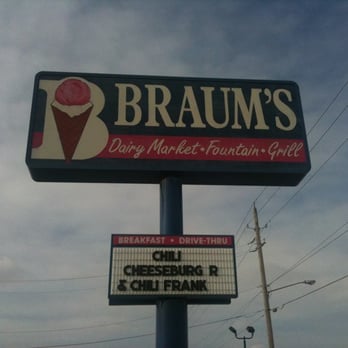 B BRAUM'S
Dairy Market • Fountain • Grill
BREAKFAST • DRIVE-THRU
CHILI
CHEESEBURG R
& CHILI FRANK